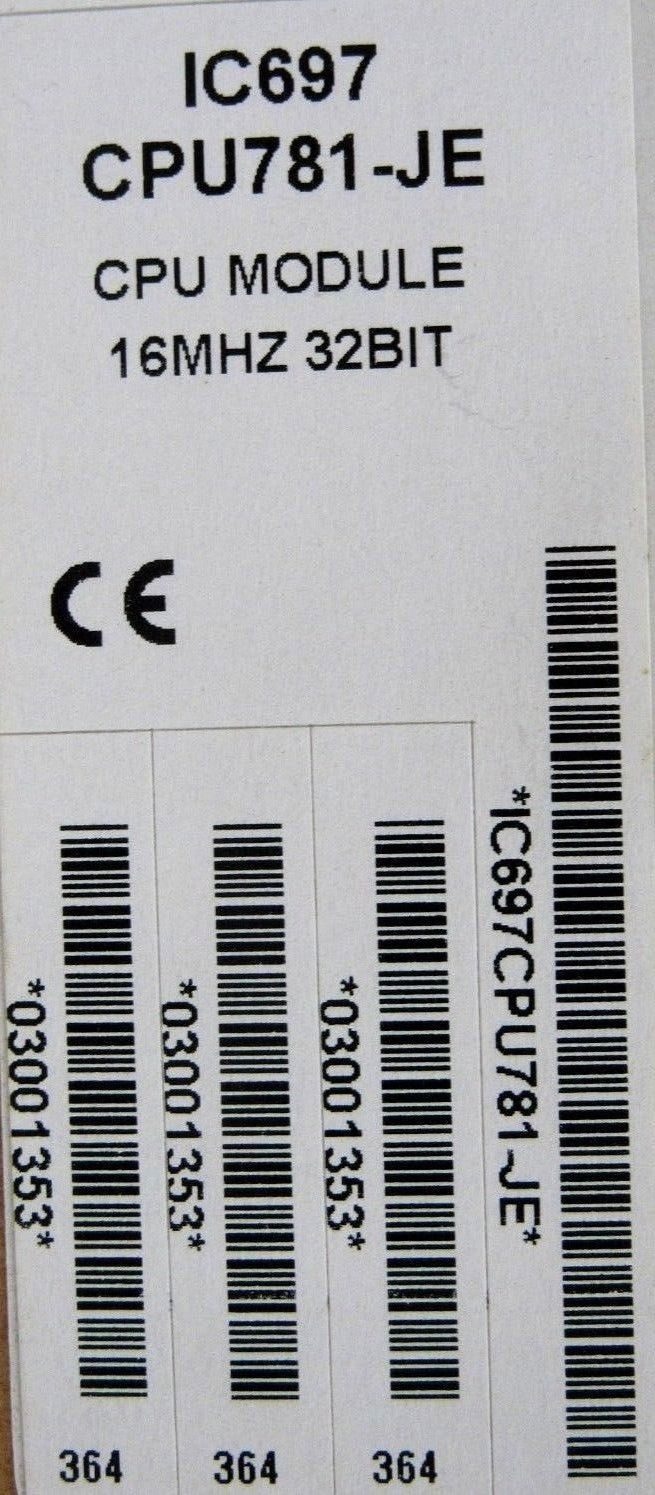 IC697
CPU781-JE
CPU MODULE
16MHZ 32BIT
CE
*03001353*
*03001353*
*03001353*
*IC697CPU781-JE*
364
364
364